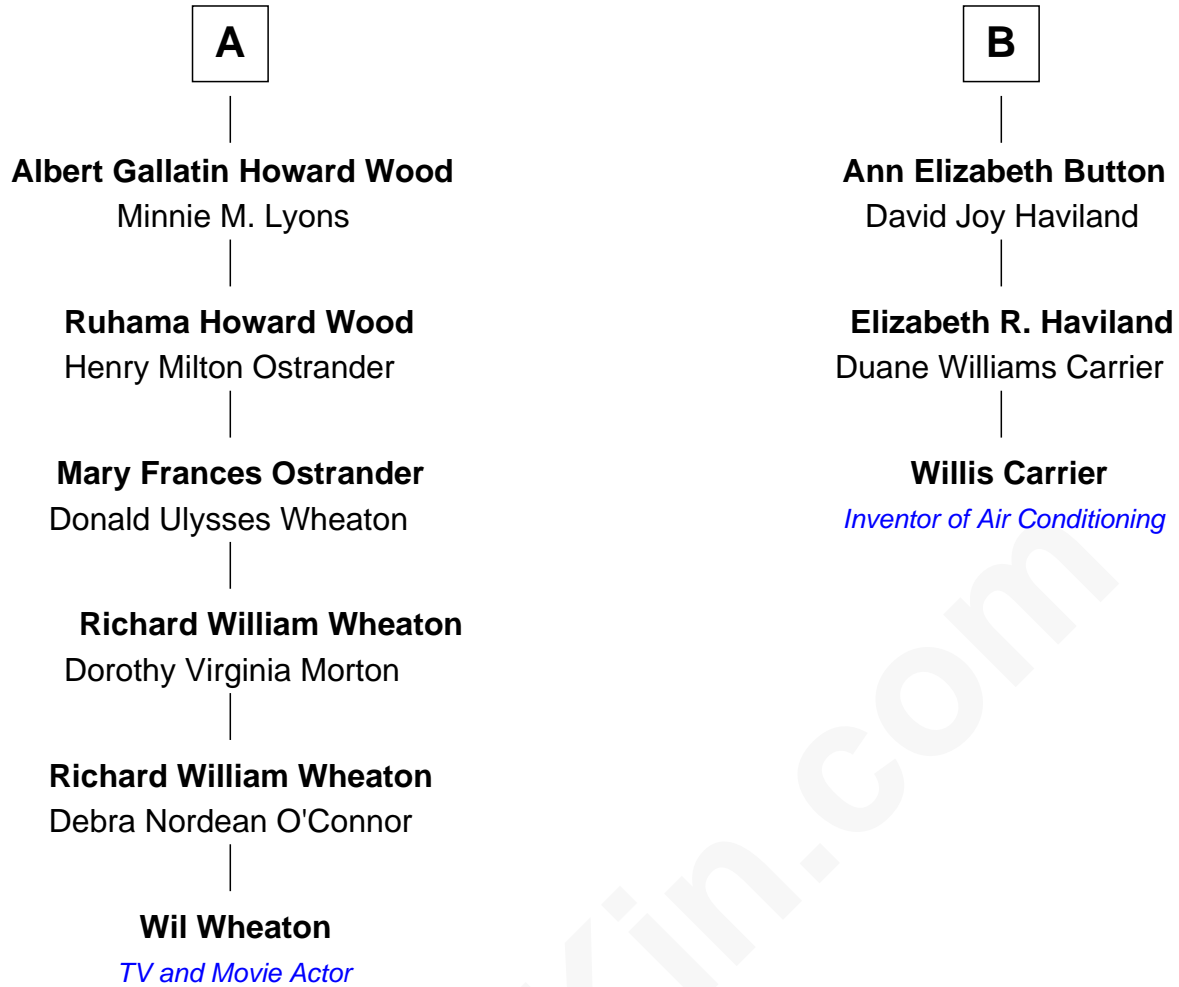 A
Albert Gallatin Howard Wood
Minnie M. Lyons
Ruhama Howard Wood
Henry Milton Ostrander
Mary Frances Ostrander
Donald Ulysses Wheaton
Richard William Wheaton
Dorothy Virginia Morton
Richard William Wheaton
Debra Nordean O'Connor
Wil Wheaton
TV and Movie Actor
B
Ann Elizabeth Button
David Joy Haviland
Elizabeth R. Haviland
Duane Williams Carrier
Willis Carrier
Inventor of Air Conditioning